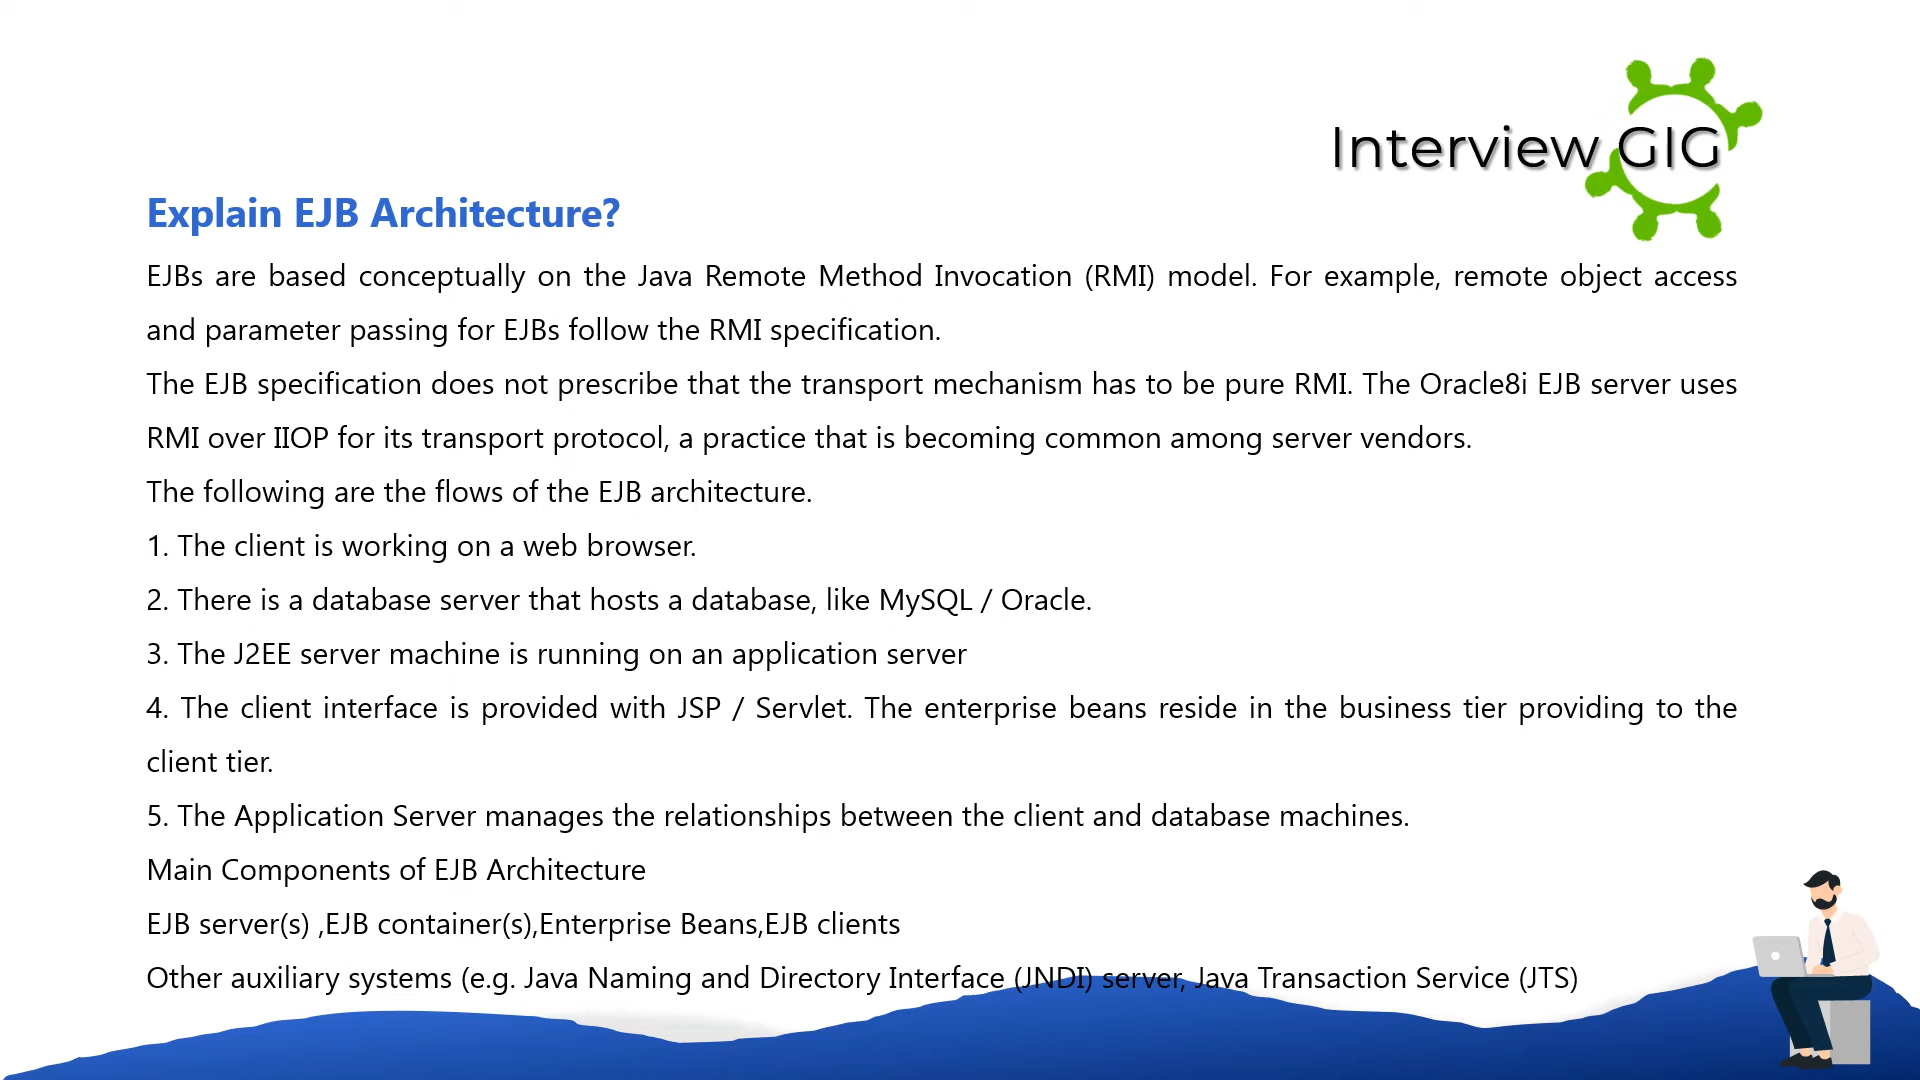 Interview GIG
Explain EJB Architecture?
EJBs are based conceptually on the Java Remote Method Invocation (RMI) model. For example, remote object access
and parameter passing for EJBs follow the RMI specification.
The EJB specification does not prescribe that the transport mechanism has to be pure RMI. The Oracle8i EJB server uses
RMI over IIOP for its transport protocol, a practice that is becoming common among server vendors.
The following are the flows of the EJB architecture.
1. The client is working on a web browser.
2. There is a database server that hosts a database, like MySQL / Oracle.
3. The J2EE server machine is running on an application server
4. The client interface is provided with JSP / Servlet. The enterprise beans reside in the business tier providing to the
client tier.
5. The Application Server manages the relationships between the client and database machines.
Main Components of EJB Architecture
EJB server(s) ,EJB container(s),Enterprise Beans,EJB clients
Other auxiliary systems (e.g. Java Naming and Directory Interface (JNDI) server, Java Transaction Service (JTS)